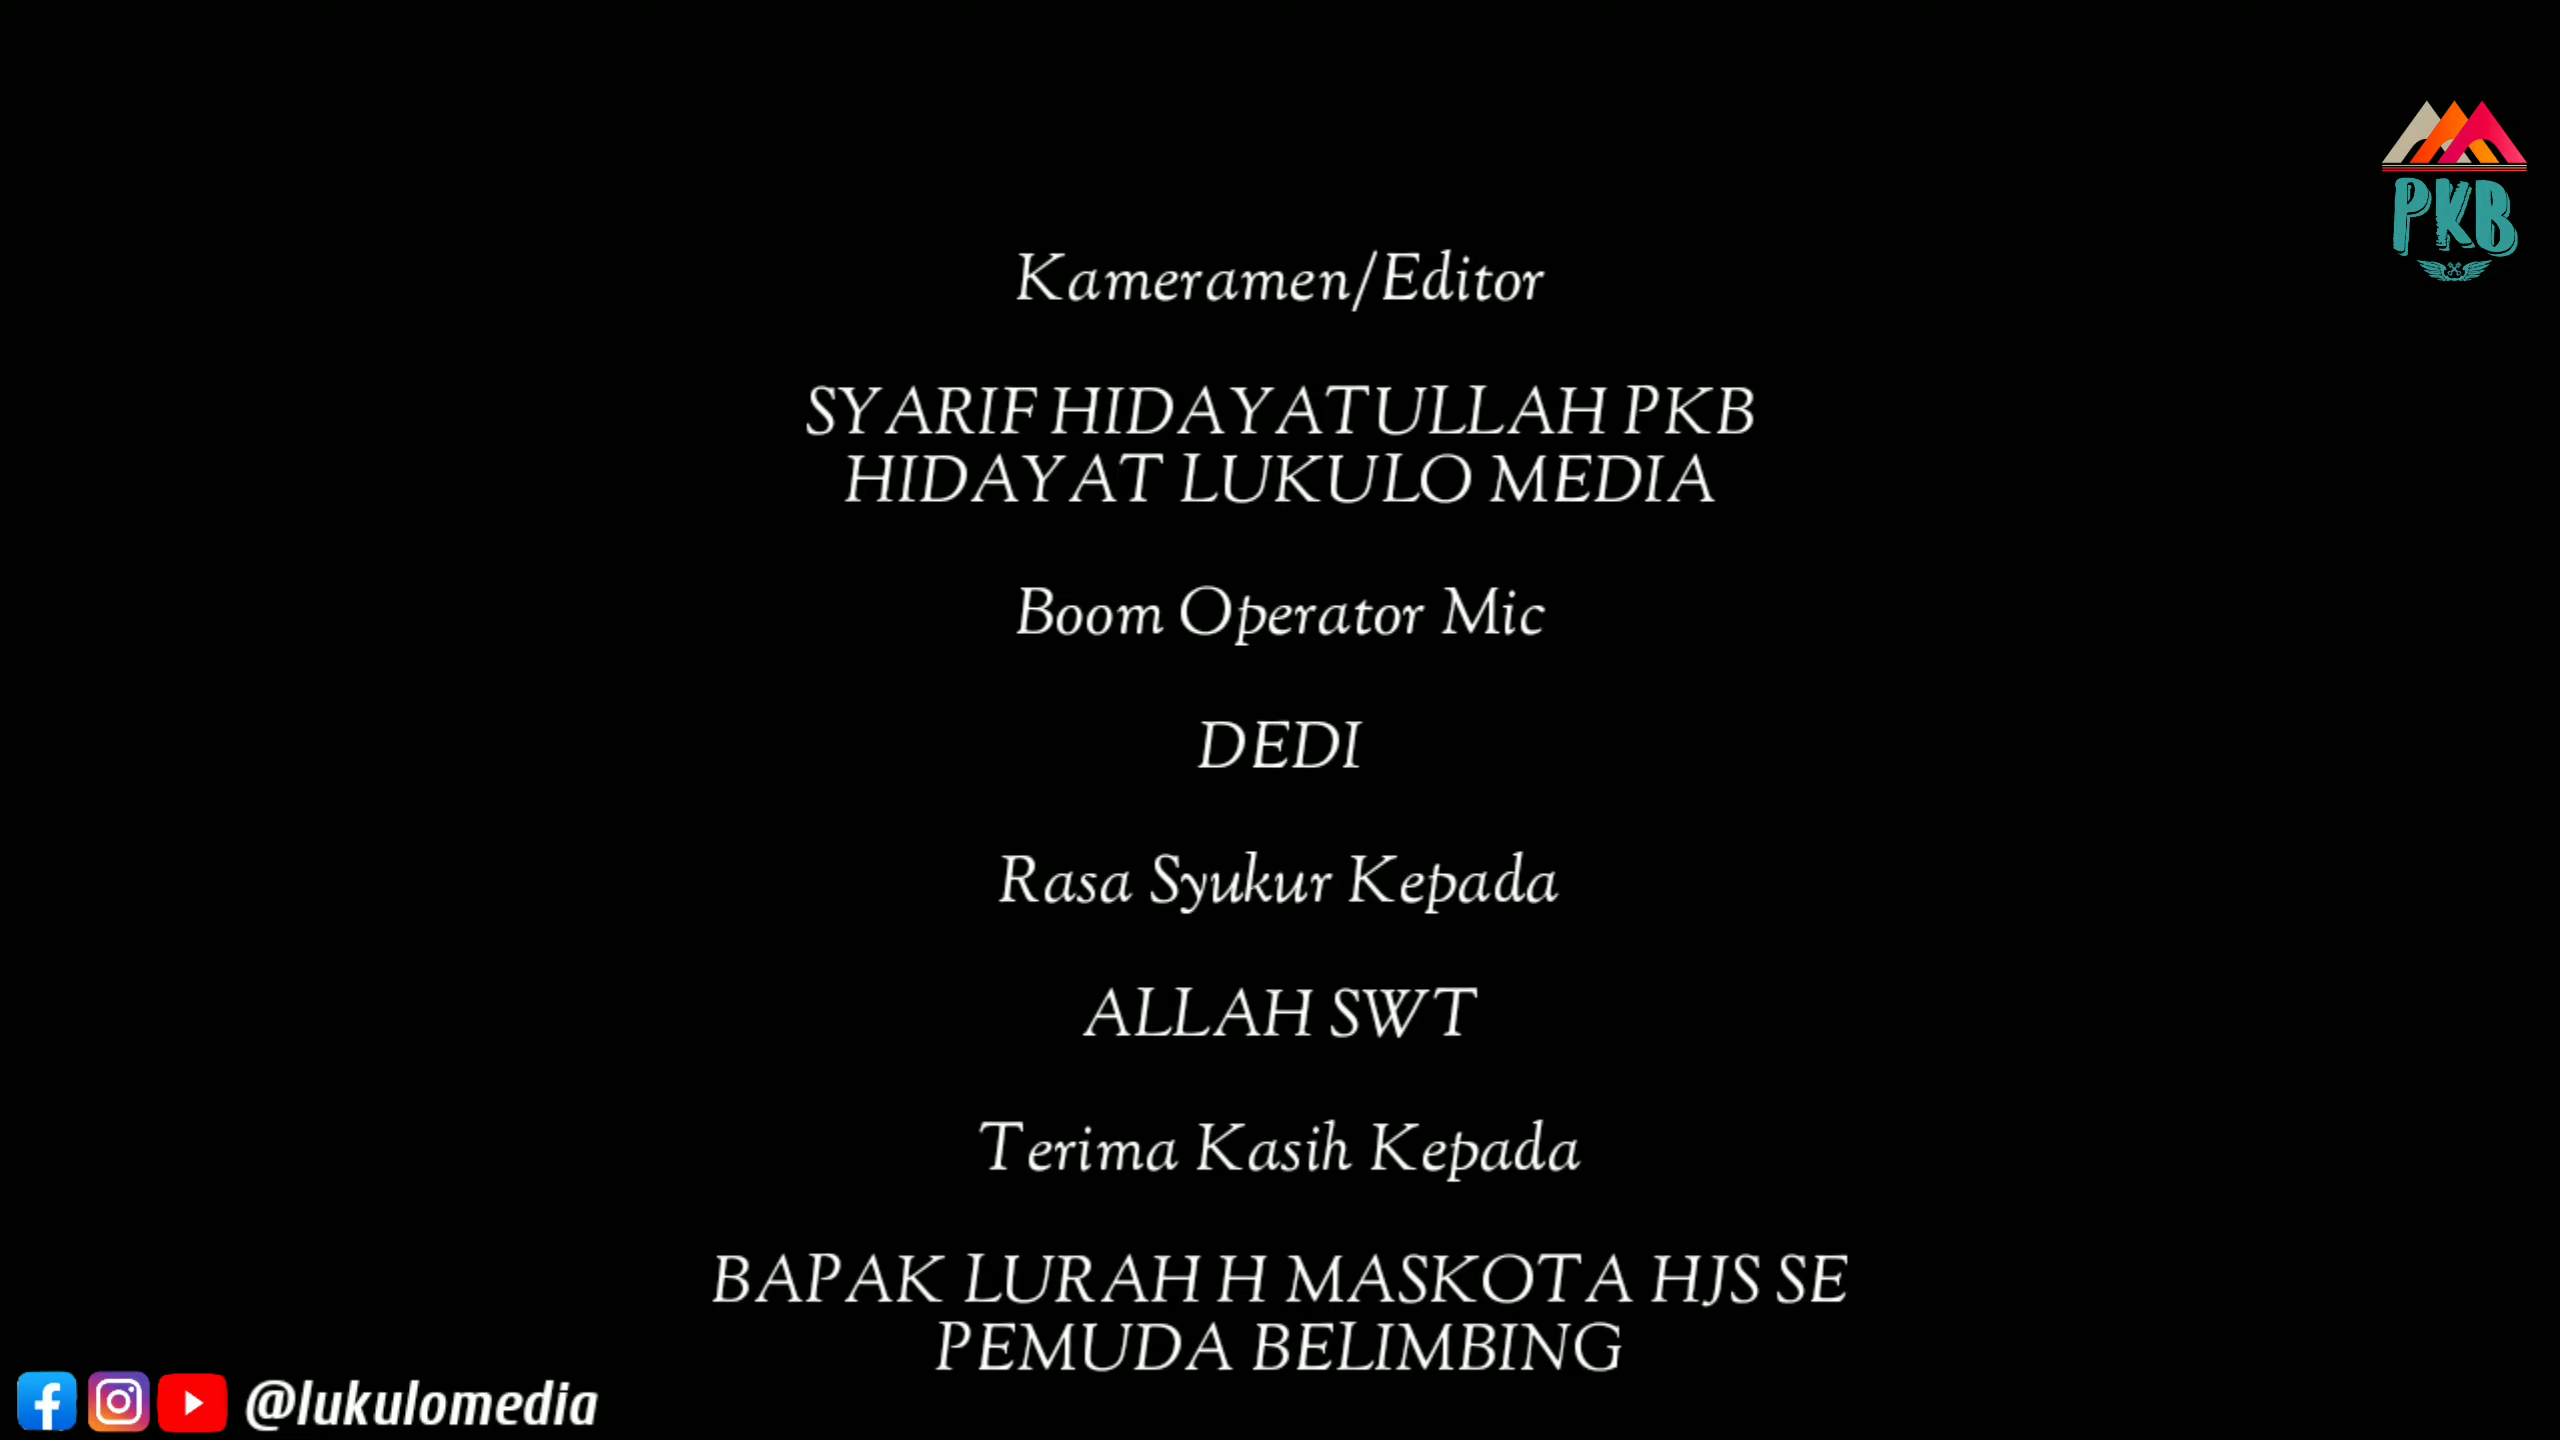 PKB
Kameramen/Editor
SYARIF HIDAYATULLAH PKB
HIDAYAT LUKULO MEDIA
Boom Operator Mic
DEDI
Rasa Syukur Kepada
ALLAH SWT
Terima Kasih Kepada
BAPAK LURAH H MASKOTA HJS SE
PEMUDA BELIMBING
@lukulomedia